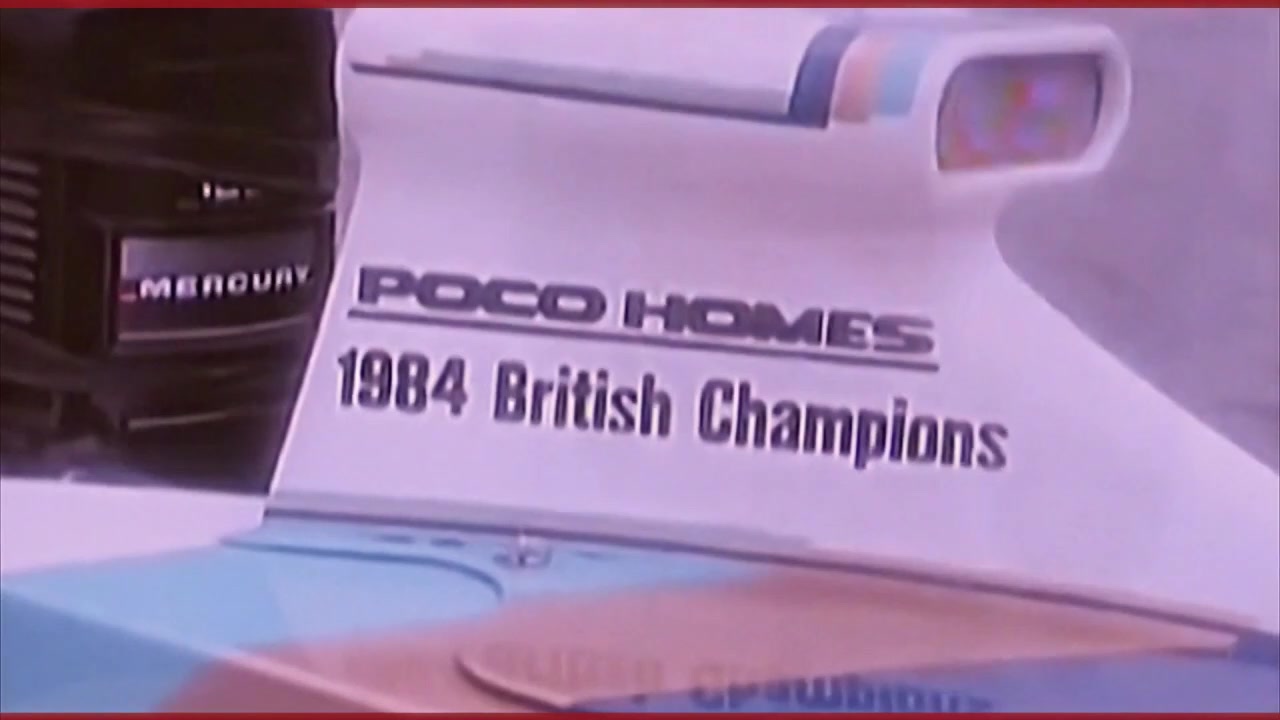 MERCURY
POCO HOMES
1984 British Champions